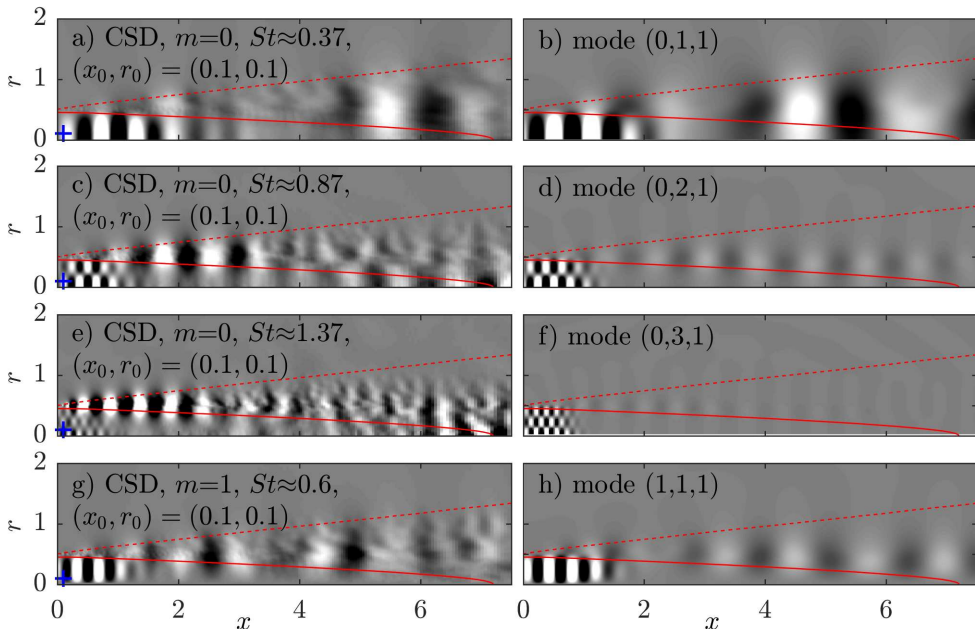 2
a) CSD, m=0, St≈0.37,
(x₀, r₀) = (0.1, 0.1)
b) mode (0,1,1)
r
1
0
2
c) CSD, m=0, St≈0.87,
(x₀, r₀) = (0.1, 0.1)
d) mode (0,2,1)
r
1
0
2
e) CSD, m=0, St≈1.37,
(x₀, r₀) = (0.1, 0.1)
f) mode (0,3,1)
r
1
0
2
g) CSD, m=1, St≈0.6,
(x₀, r₀) = (0.1, 0.1)
h) mode (1,1,1)
r
1
0
0 2 4 6
0 2 4 6
x
x